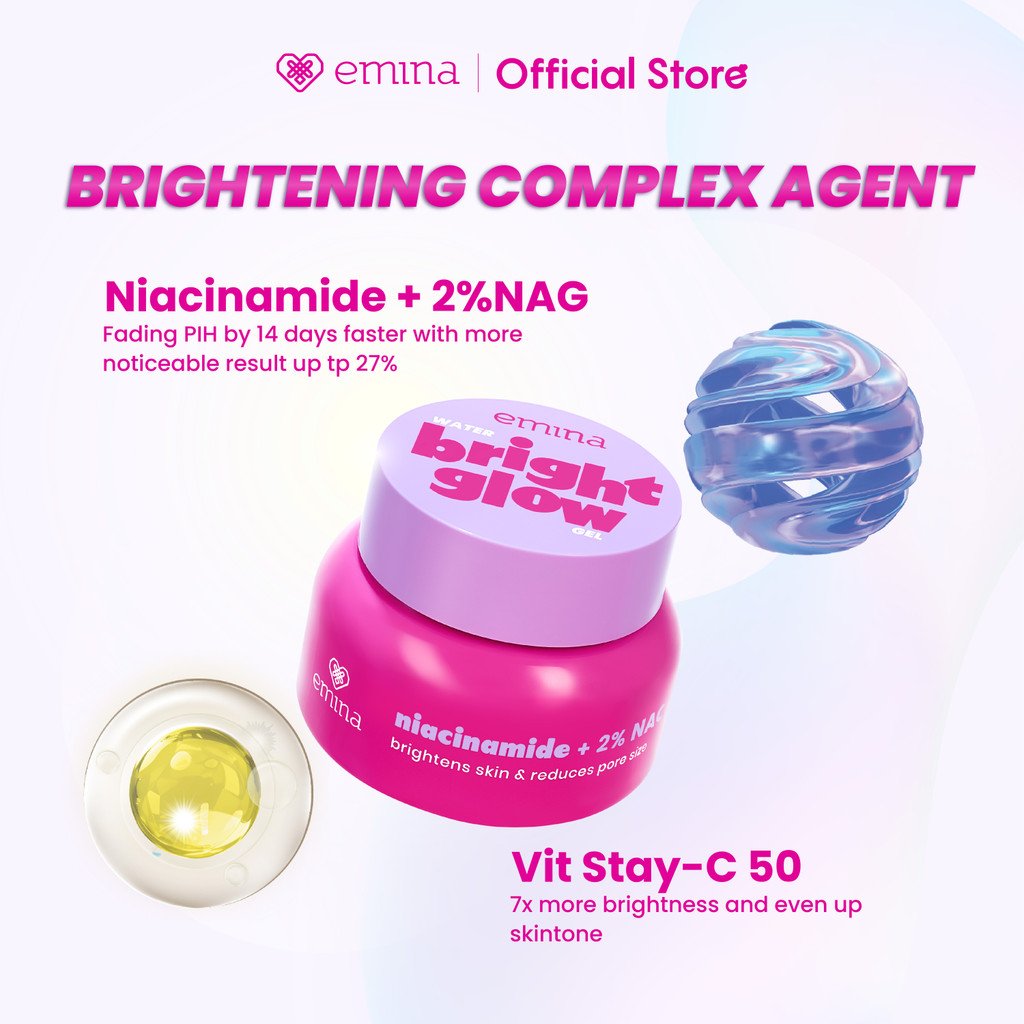 emina | Official Store
BRIGHTENING COMPLEX AGENT
Niacinamide + 2%NAG
Fading PIH by 14 days faster with more
noticeable result up tp 27%
emina
WATER
bright
glow
GEL
emina
niacinamide + 2% NAG
brightens skin & reduces pore size
Vit Stay-C 50
7x more brightness and even up
skintone